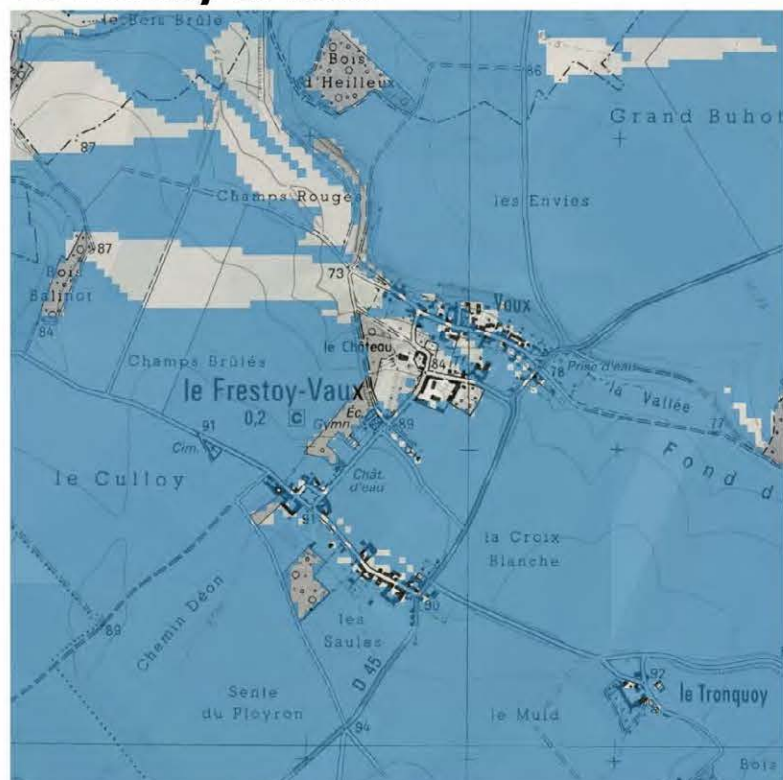 le Bois Brûlé
Bois
d'Heilleux
86
Grand Buhot
87
Champs Rouges
les Envies
87
Bois
Balinot
84
73
Vaux
le Château
84
Champs Brûlés
Prise d'eau
78
la Vallée
le Frestoy-Vaux
0,2 C
Éc.
Gymn.
89
77
91
Cim.
Fond d
le Culloy
Chât.
d'eau
91
la Croix
Blanche
Chemin Déon
89
90
les
Saules
D 45
92
le Tronquoy
Sente
du Ployron
le Muid
94
Bois